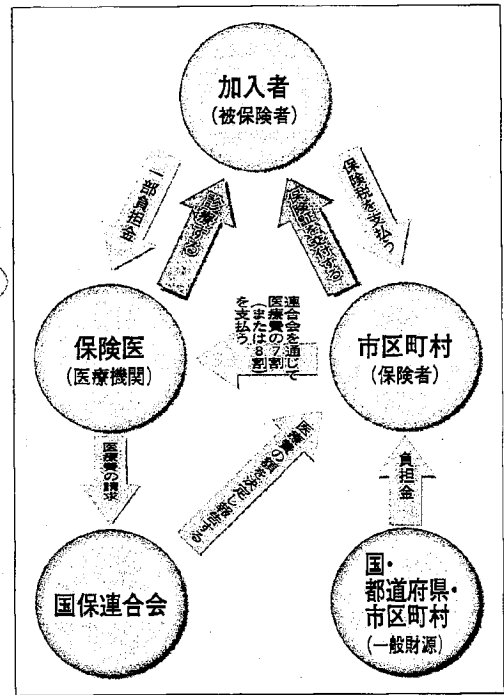 加入者
(被保険者)
一部負担金
診療する
保険証を交付する
保険税を支払う
保険医
(医療機関)
連合会を通じて
医療費の7割
(または8割)
を支払う
市区町村
(保険者)
医療費の請求
医療費の額を決定し報告する
負担金
国保連合会
国・
都道府県・
市区町村
(一般財源)